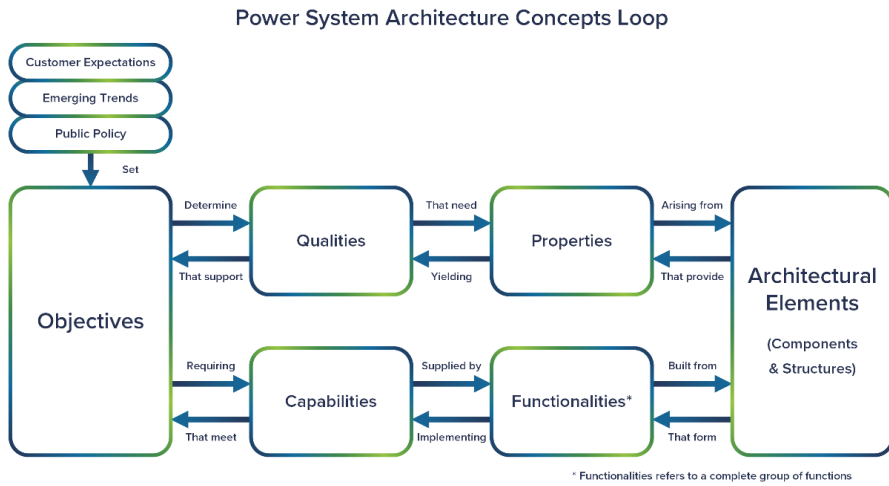 Power System Architecture Concepts Loop
Customer Expectations
Emerging Trends
Public Policy
Set
Objectives
Determine
That support
Qualities
That need
Yielding
Properties
Arising from
That provide
Architectural
Elements
(Components
& Structures)
Requiring
That meet
Capabilities
Supplied by
Implementing
Functionalities*
Built from
That form
* Functionalities refers to a complete group of functions